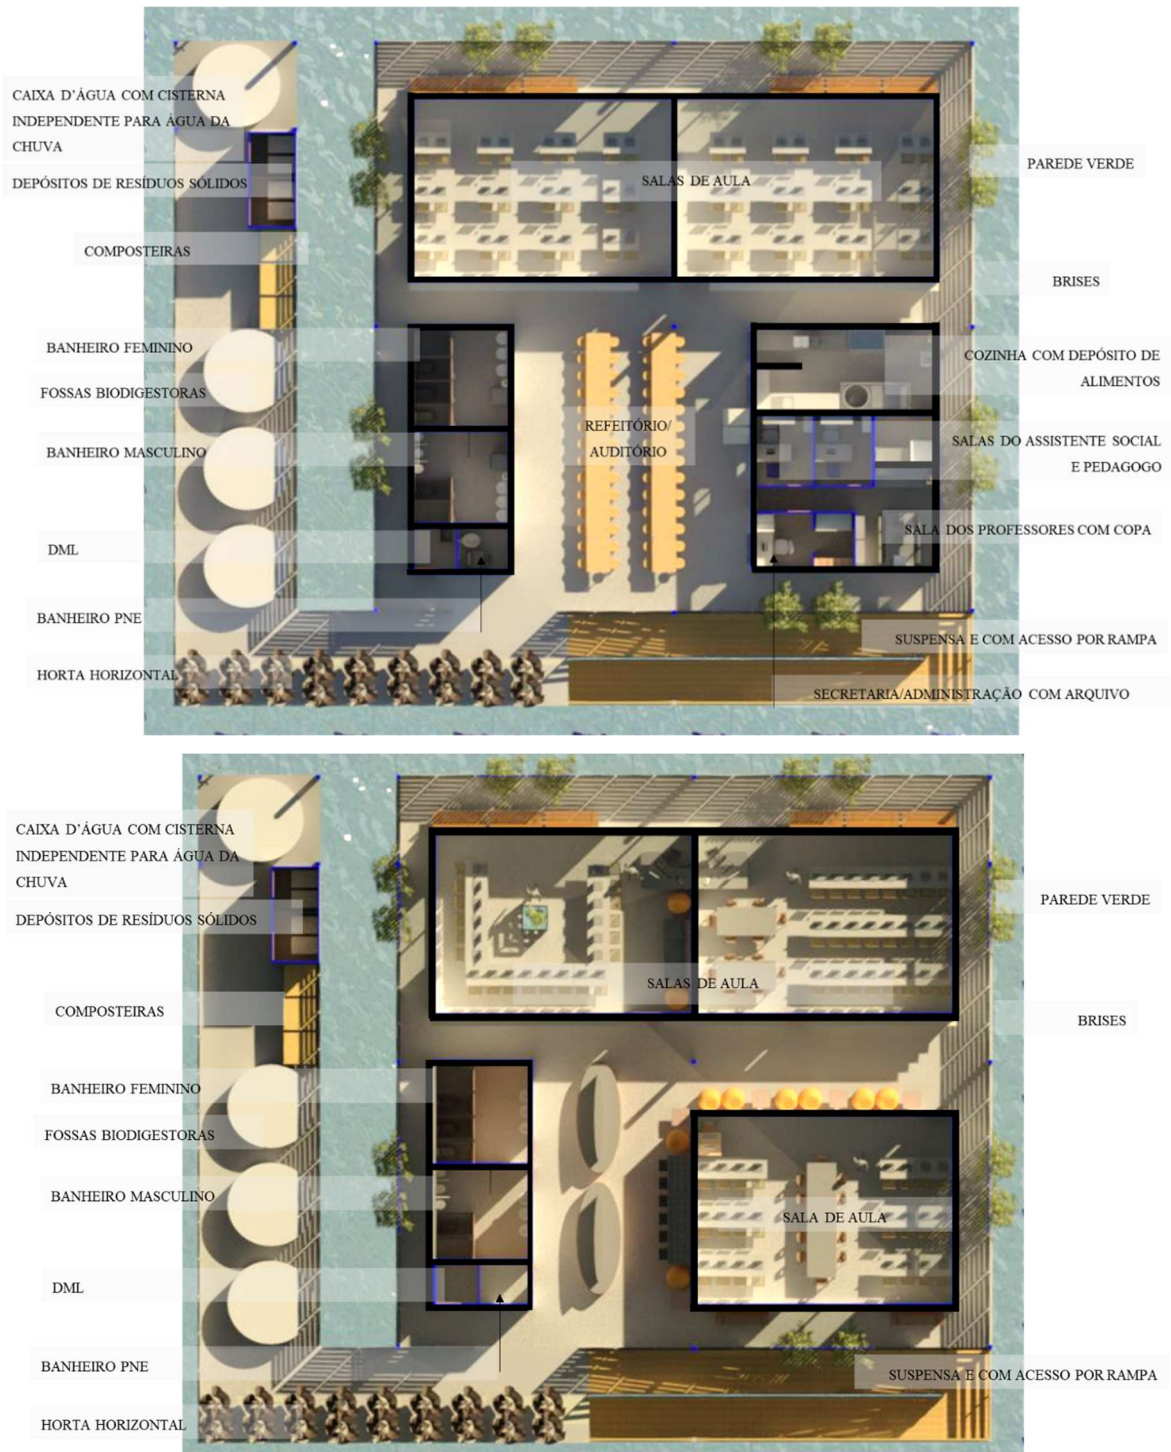 CAIXA D'ÁGUA COM CISTERNA
INDEPENDENTE PARA ÁGUA DA
CHUVA
DEPÓSITOS DE RESÍDUOS SÓLIDOS
COMPOSTEIRAS
BANHEIRO FEMININO
FOSSAS BIODIGESTORAS
BANHEIRO MASCULINO
DML
BANHEIRO PNE
HORTA HORIZONTAL
SALAS DE AULA
REFEITÓRIO/
AUDITÓRIO
PAREDE VERDE
BRISES
COZINHA COM DEPÓSITO DE
ALIMENTOS
SALAS DO ASSISTENTE SOCIAL
E PEDAGOGO
SALA DOS PROFESSORES COM COPA
SUSPENSA E COM ACESSO POR RAMPA
SECRETARIA/ADMINISTRAÇÃO COM ARQUIVO
CAIXA D'ÁGUA COM CISTERNA
INDEPENDENTE PARA ÁGUA DA
CHUVA
DEPÓSITOS DE RESÍDUOS SÓLIDOS
COMPOSTEIRAS
BANHEIRO FEMININO
FOSSAS BIODIGESTORAS
BANHEIRO MASCULINO
DML
BANHEIRO PNE
HORTA HORIZONTAL
SALAS DE AULA
SALA DE AULA
PAREDE VERDE
BRISES
SUSPENSA E COM ACESSO POR RAMPA